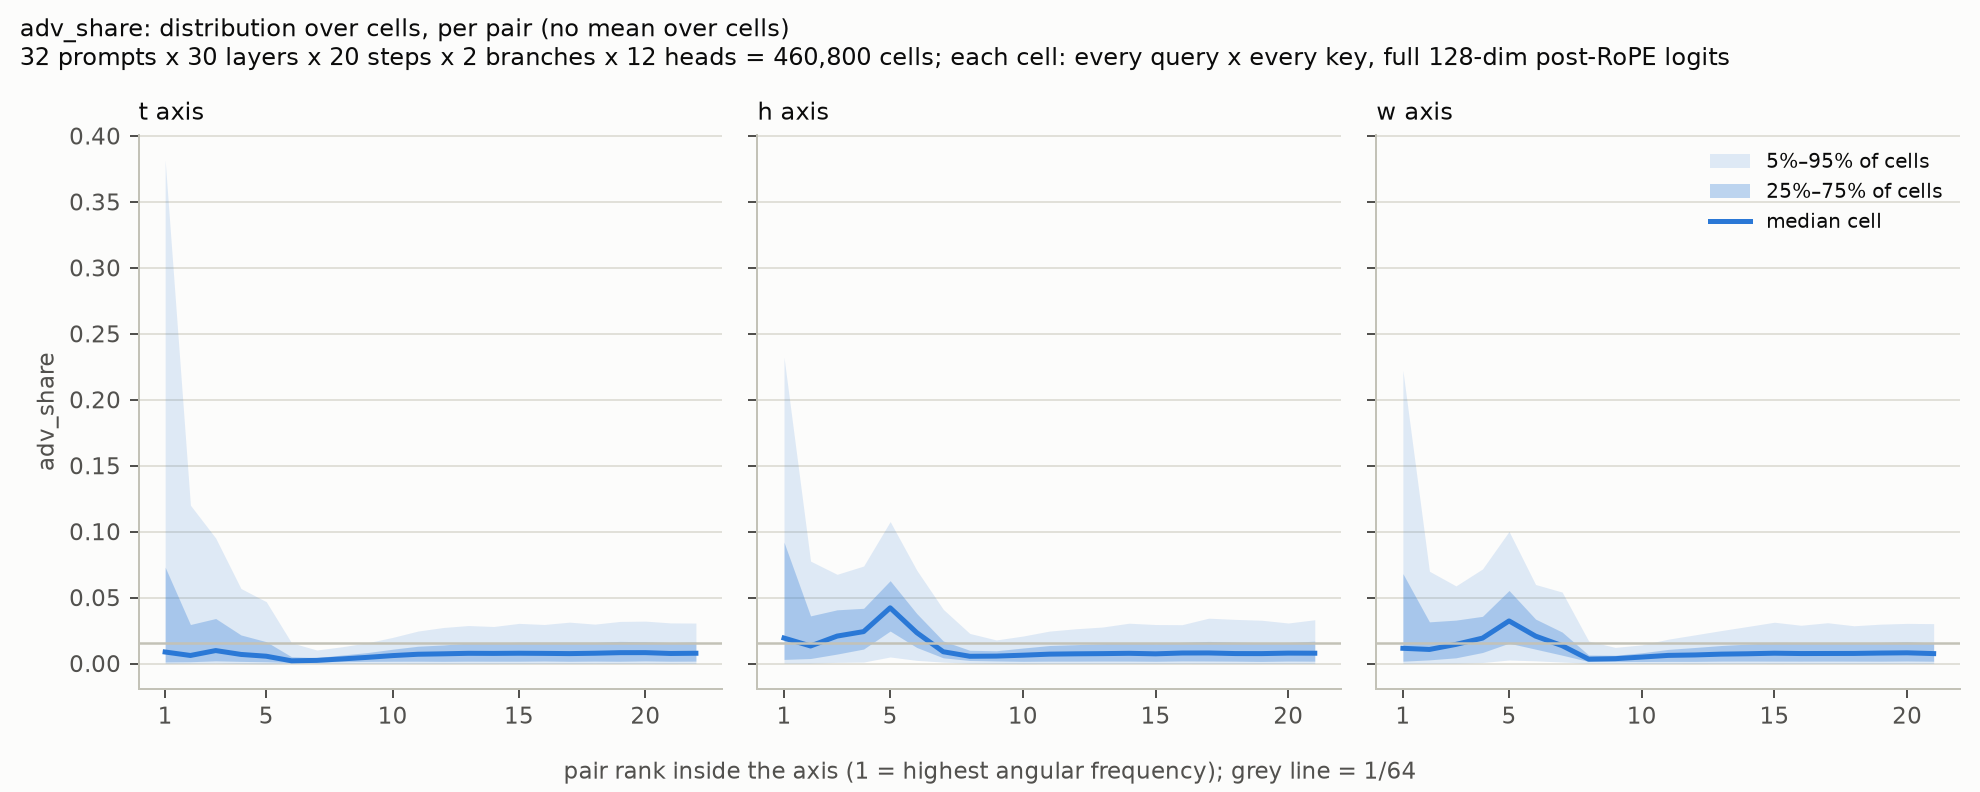 adv_share: distribution over cells, per pair (no mean over cells)
32 prompts x 30 layers x 20 steps x 2 branches x 12 heads = 460,800 cells; each cell: every query x every key, full 128-dim post-RoPE logits
t axis
h axis
w axis
0.40
0.35
0.30
0.25
0.20
0.15
0.10
0.05
0.00
adv_share
5%–95% of cells
25%–75% of cells
median cell
1 5 10 15 20
1 5 10 15 20
1 5 10 15 20
pair rank inside the axis (1 = highest angular frequency); grey line = 1/64